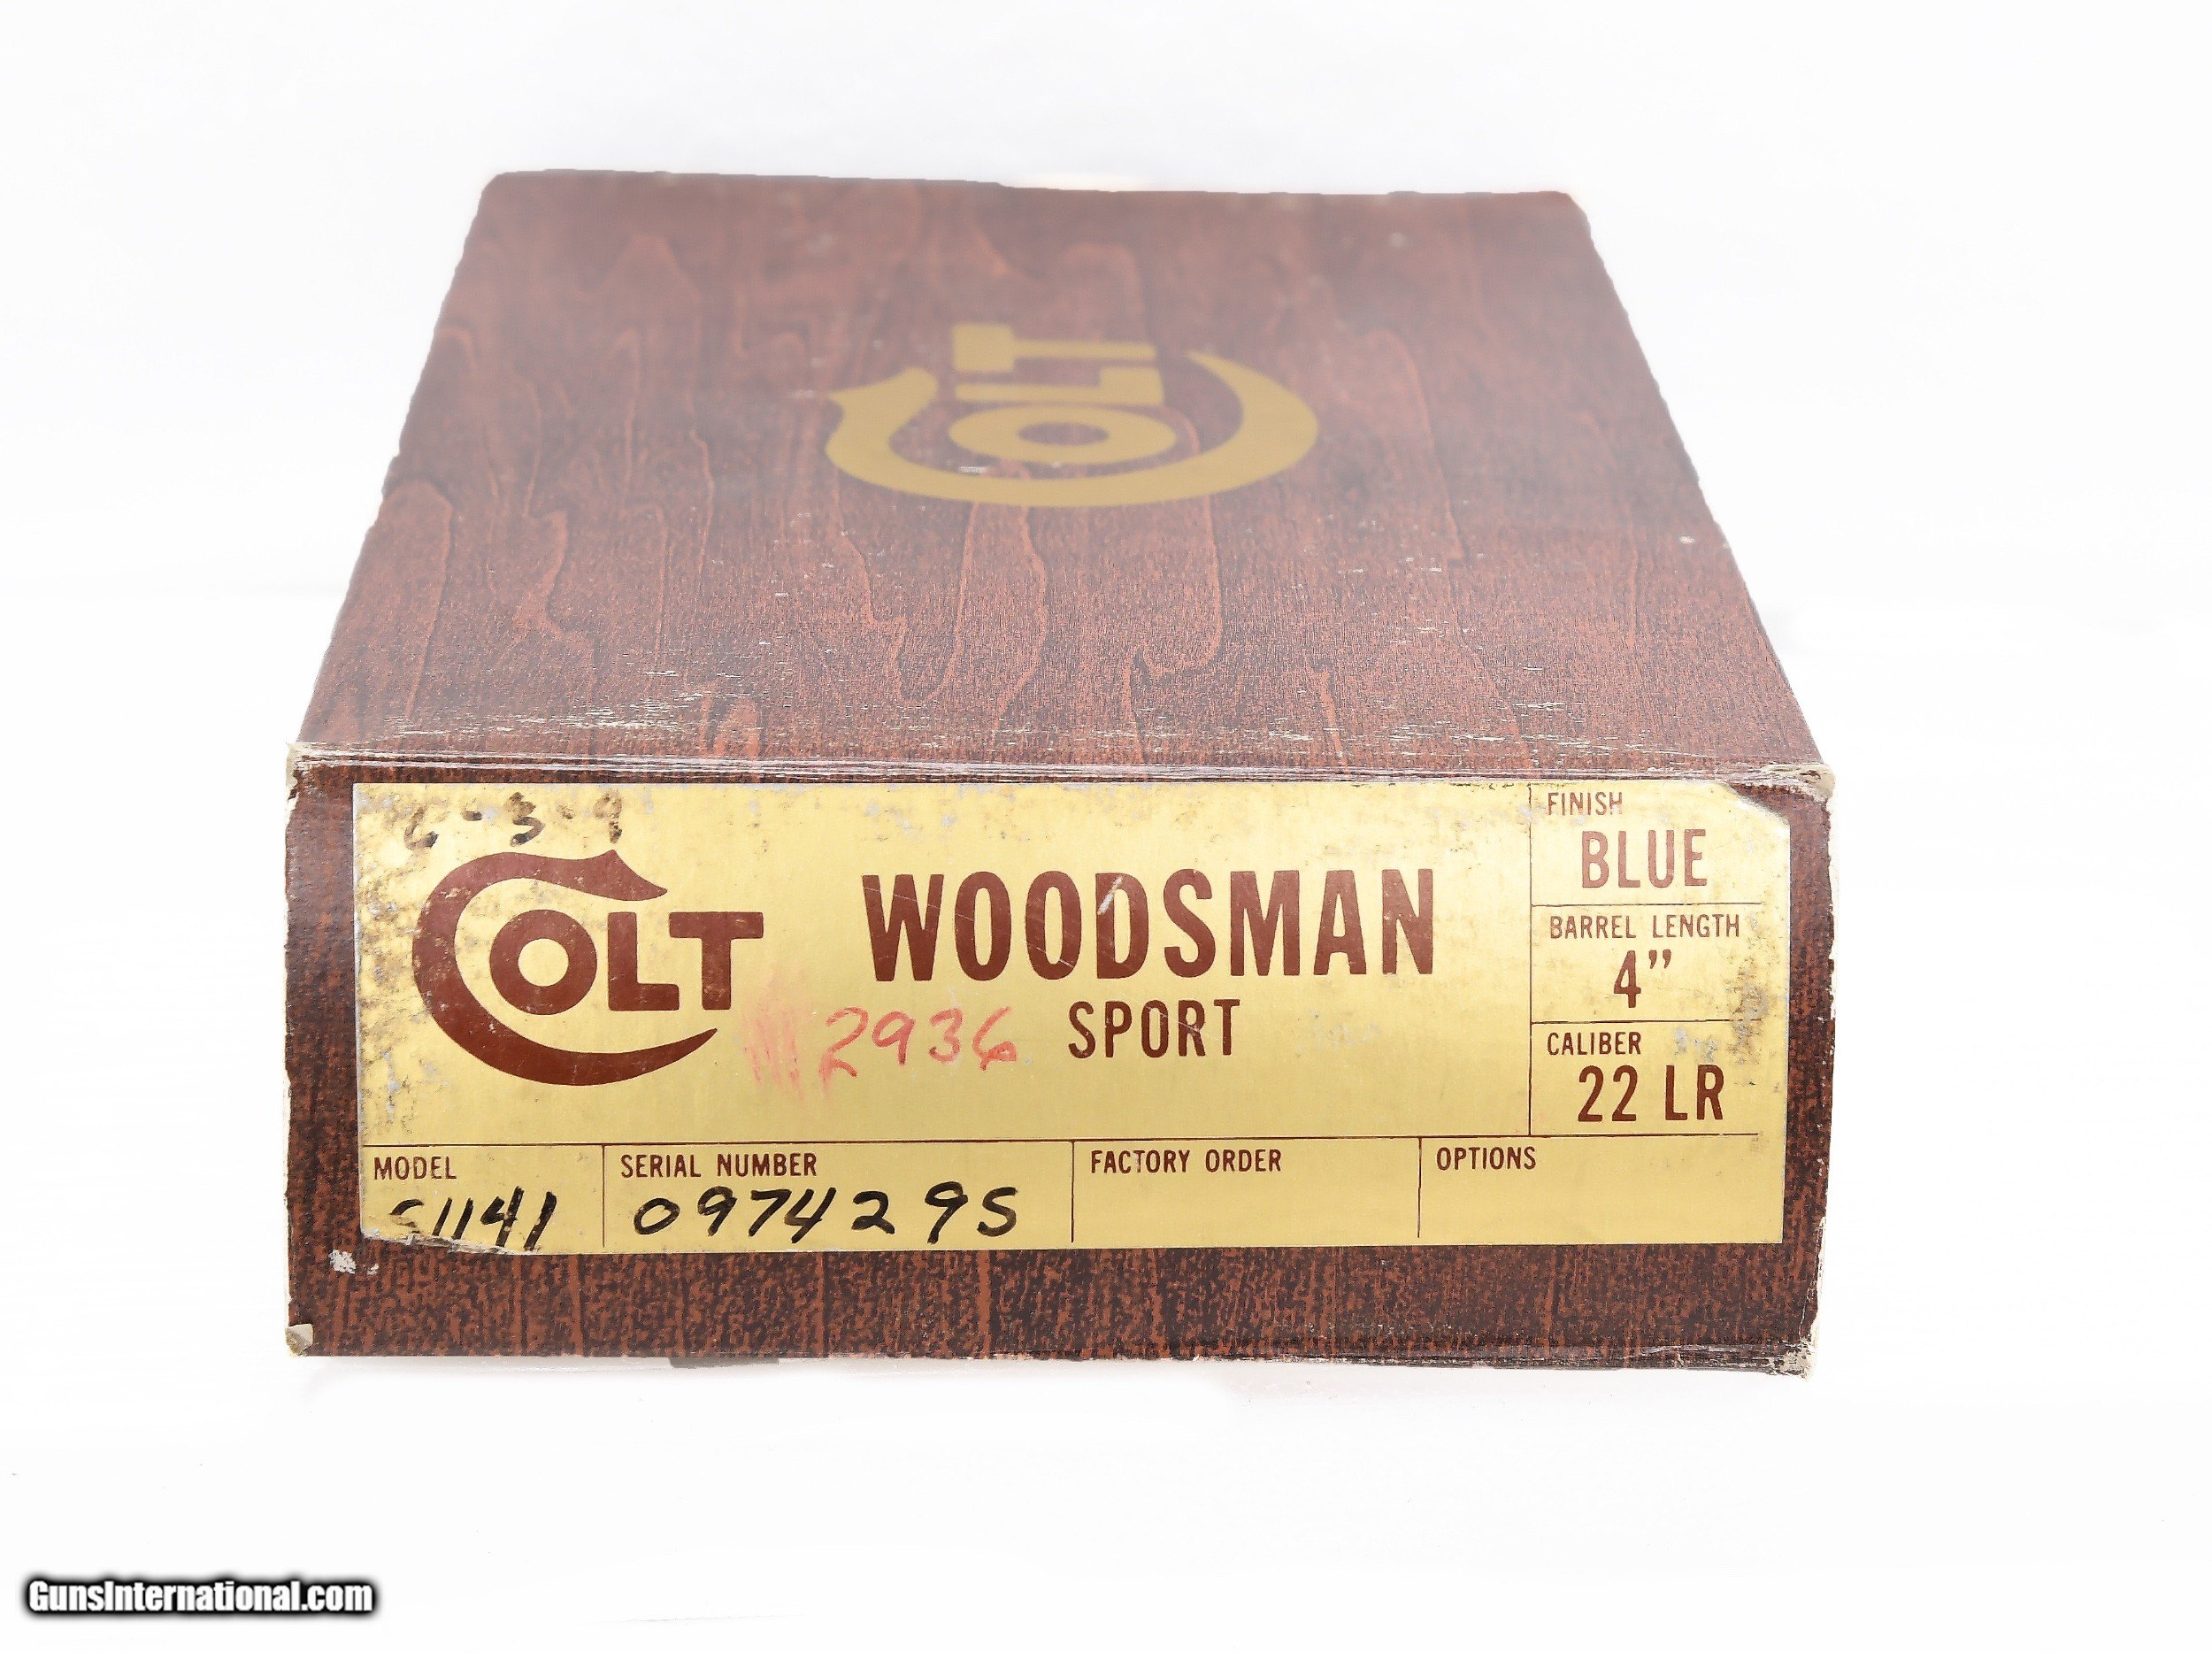 COLT
6-3-9
COLT
WOODSMAN
2936 SPORT
FINISH
BLUE
BARREL LENGTH
4”
CALIBER
22 LR
MODEL SERIAL NUMBER FACTORY ORDER OPTIONS
S1141 097429S
GunsInternational.com